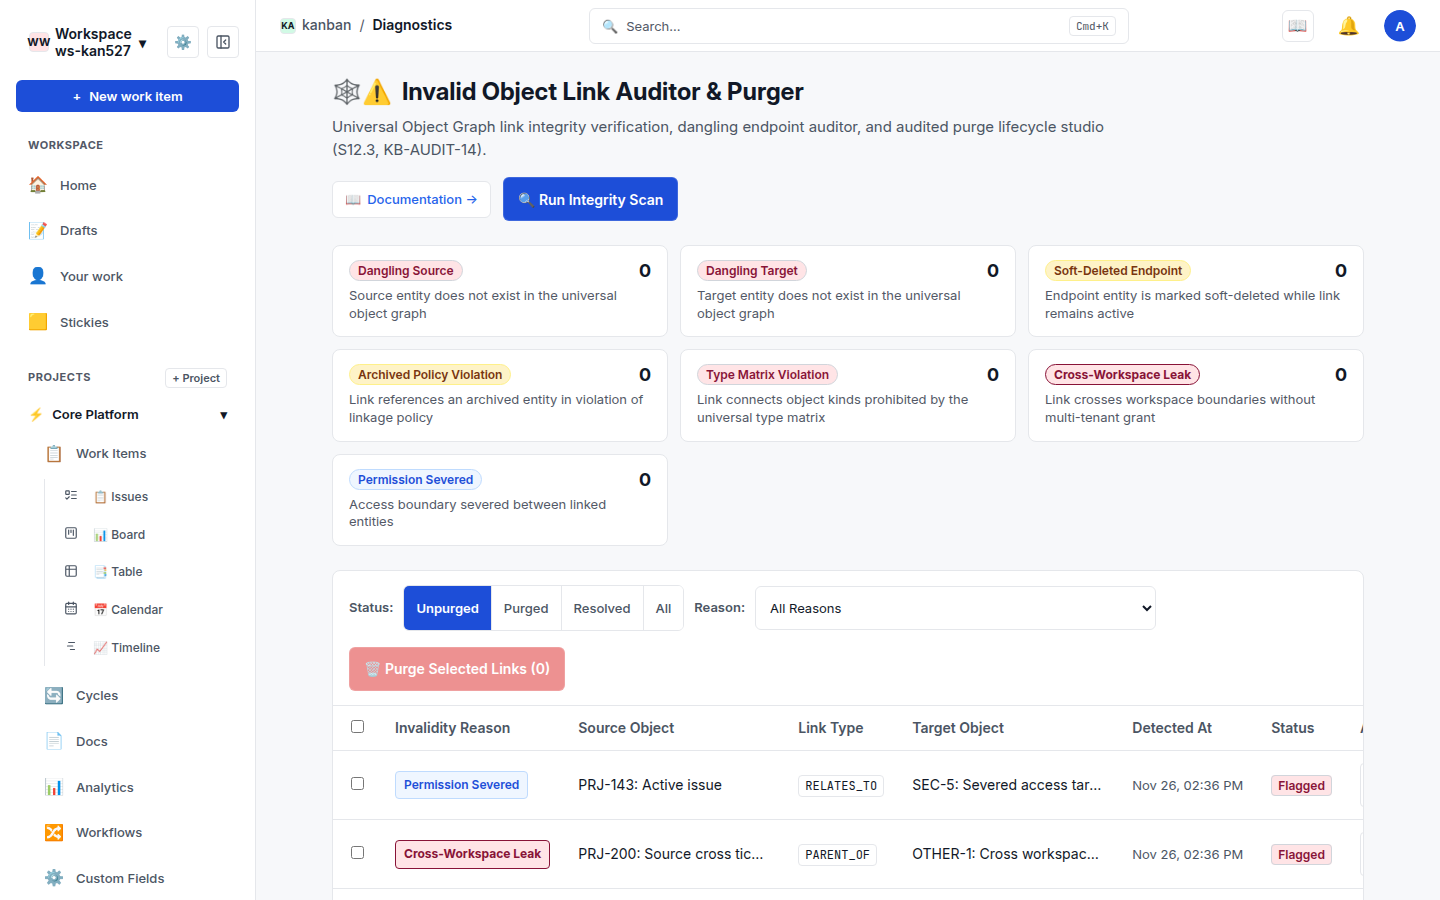 WW Workspace ws-kan527 ▾
+ New work item
WORKSPACE
Home
Drafts
Your work
Stickies
PROJECTS + Project
Core Platform ▾
Work Items
Issues
Board
Table
Calendar
Timeline
Cycles
Docs
Analytics
Workflows
Custom Fields
KA kanban / Diagnostics
Search... Cmd+K
A
Invalid Object Link Auditor & Purger
Universal Object Graph link integrity verification, dangling endpoint auditor, and audited purge lifecycle studio
(S12.3, KB-AUDIT-14).
Documentation →
Run Integrity Scan
Dangling Source 0
Source entity does not exist in the universal
object graph
Dangling Target 0
Target entity does not exist in the universal
object graph
Soft-Deleted Endpoint 0
Endpoint entity is marked soft-deleted while link
remains active
Archived Policy Violation 0
Link references an archived entity in violation of
linkage policy
Type Matrix Violation 0
Link connects object kinds prohibited by the
universal type matrix
Cross-Workspace Leak 0
Link crosses workspace boundaries without
multi-tenant grant
Permission Severed 0
Access boundary severed between linked
entities
Status: Unpurged Purged Resolved All Reason: All Reasons
Purge Selected Links (0)
Invalidity Reason Source Object Link Type Target Object Detected At Status
Permission Severed PRJ-143: Active issue RELATES_TO SEC-5: Severed access tar... Nov 26, 02:36 PM Flagged
Cross-Workspace Leak PRJ-200: Source cross tic... PARENT_OF OTHER-1: Cross workspac... Nov 26, 02:36 PM Flagged